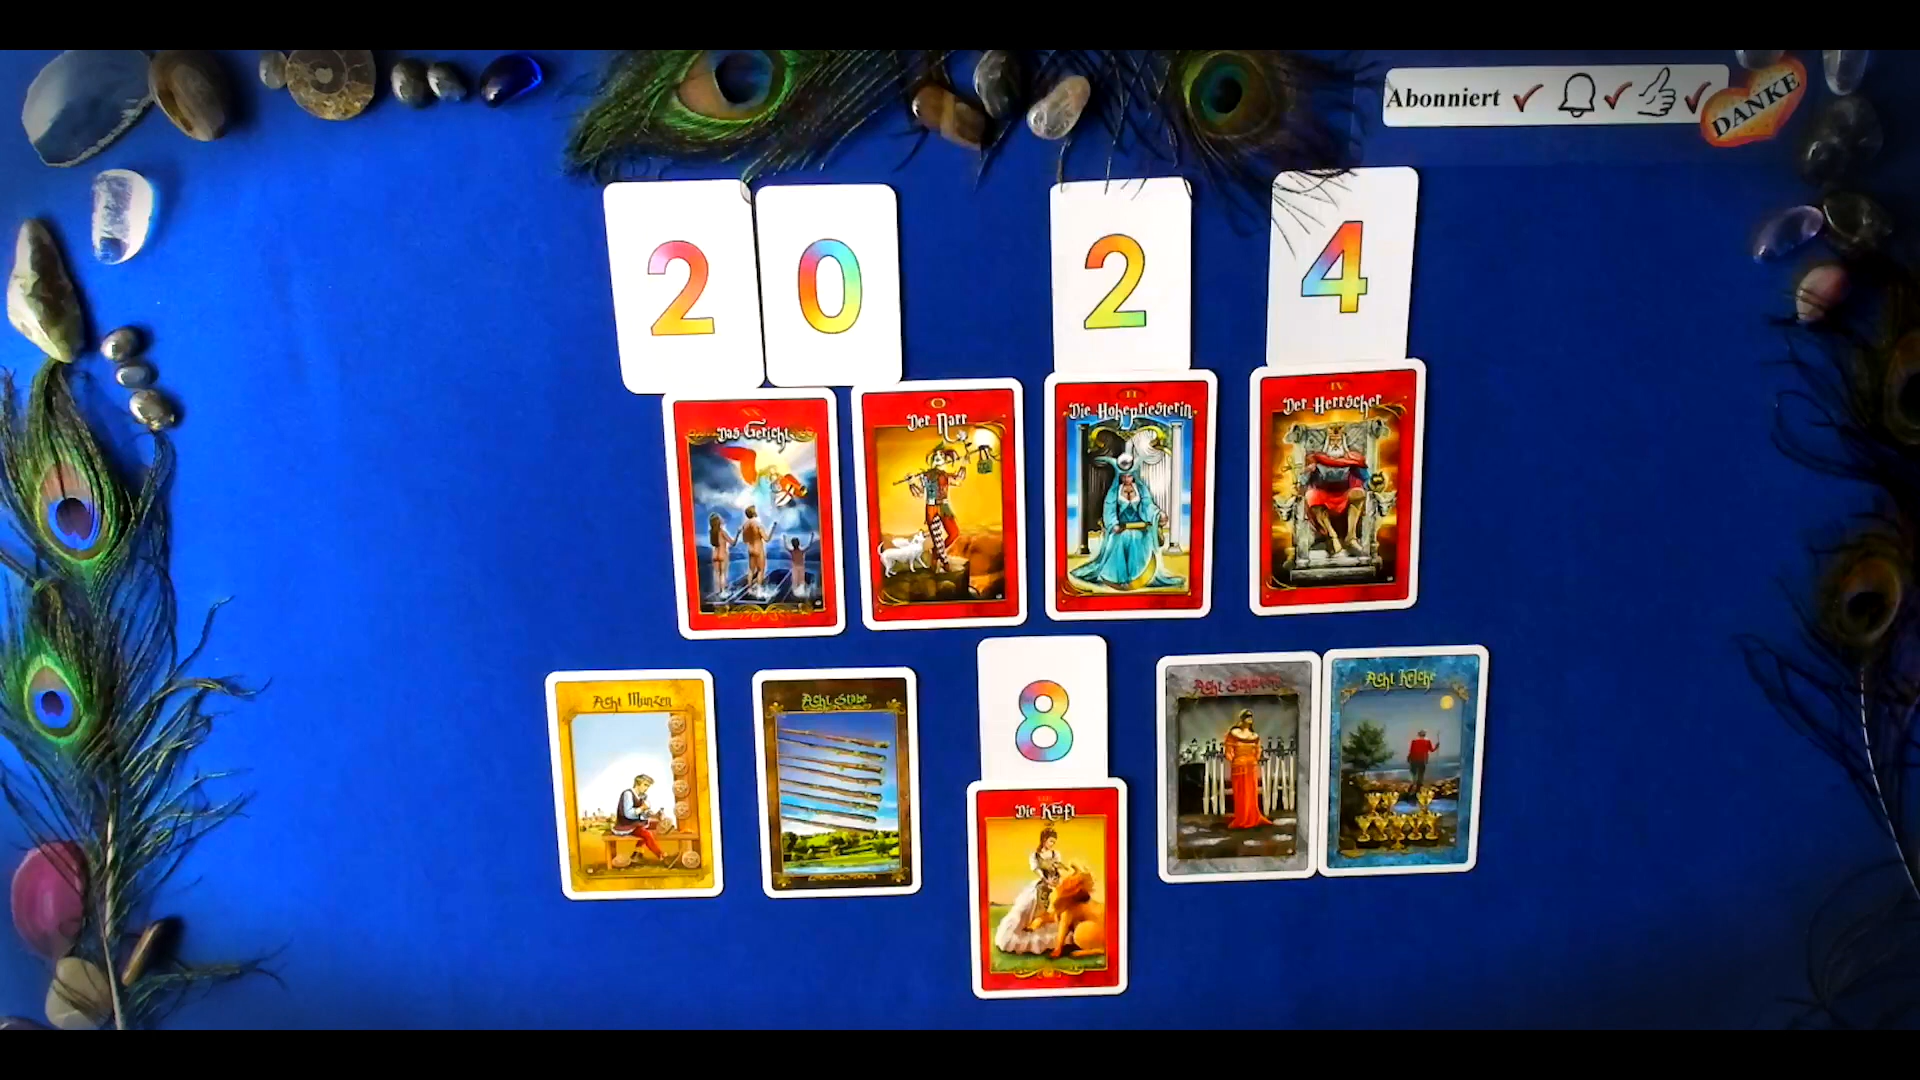 Abonniert
DANKE
2 0 2 4
XX
Das Gericht
0
Der Narr
II
Die Hohepriesterin
IV
Der Herrscher
Acht Münzen
Acht Stäbe
8
Die Kraft
Acht Schwerter
Acht Kelche